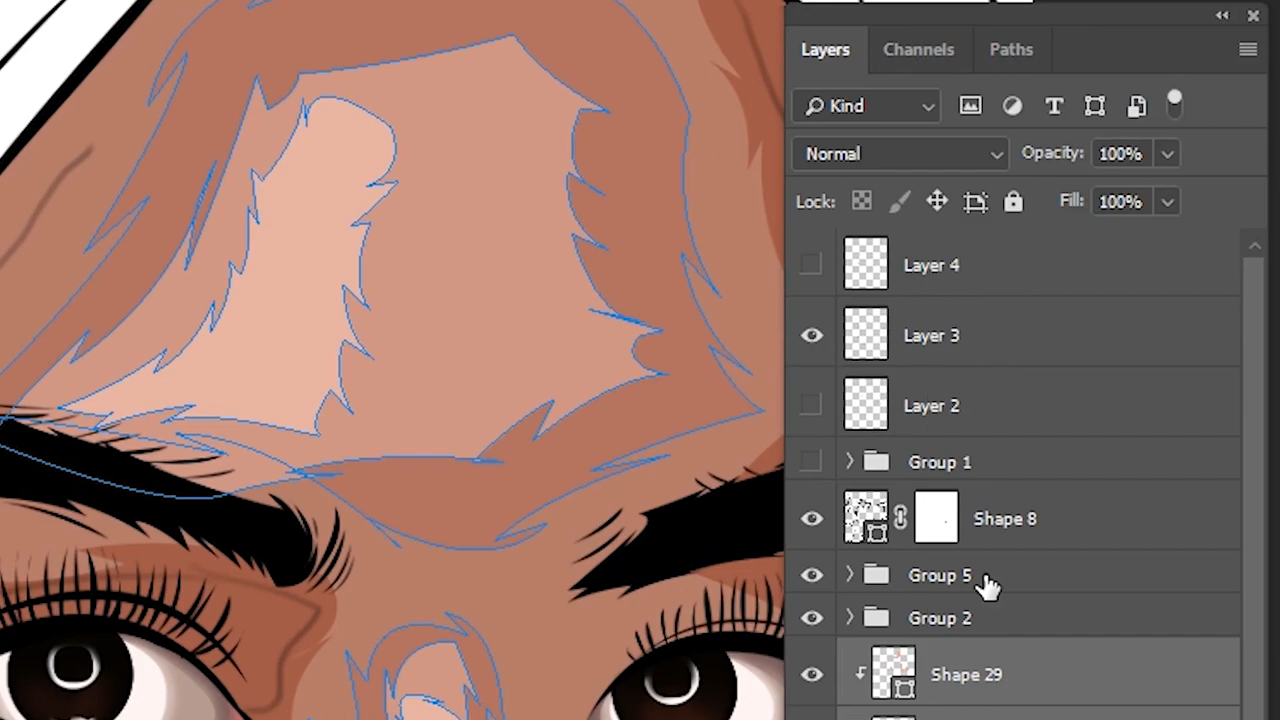 Layers Channels Paths
Kind
Normal Opacity: 100%
Lock: Fill: 100%
Layer 4
Layer 3
Layer 2
Group 1
Shape 8
Group 5
Group 2
Shape 29